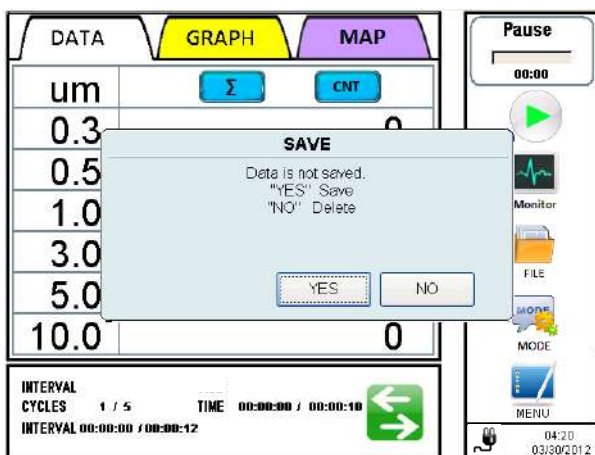 DATA GRAPH MAP
Pause
00:00
um Σ CNT
0.3 0
0.5
1.0
3.0
5.0
10.0 0
SAVE
Data is not saved.
"YES" Save
"NO" Delete
YES NO
Monitor
FILE
MODE
MODE
MENU
INTERVAL
CYCLES 1 / 5 TIME 00:00:00 / 00:00:10
INTERVAL 00:00:00 / 00:00:12
04:20
03/30/2012